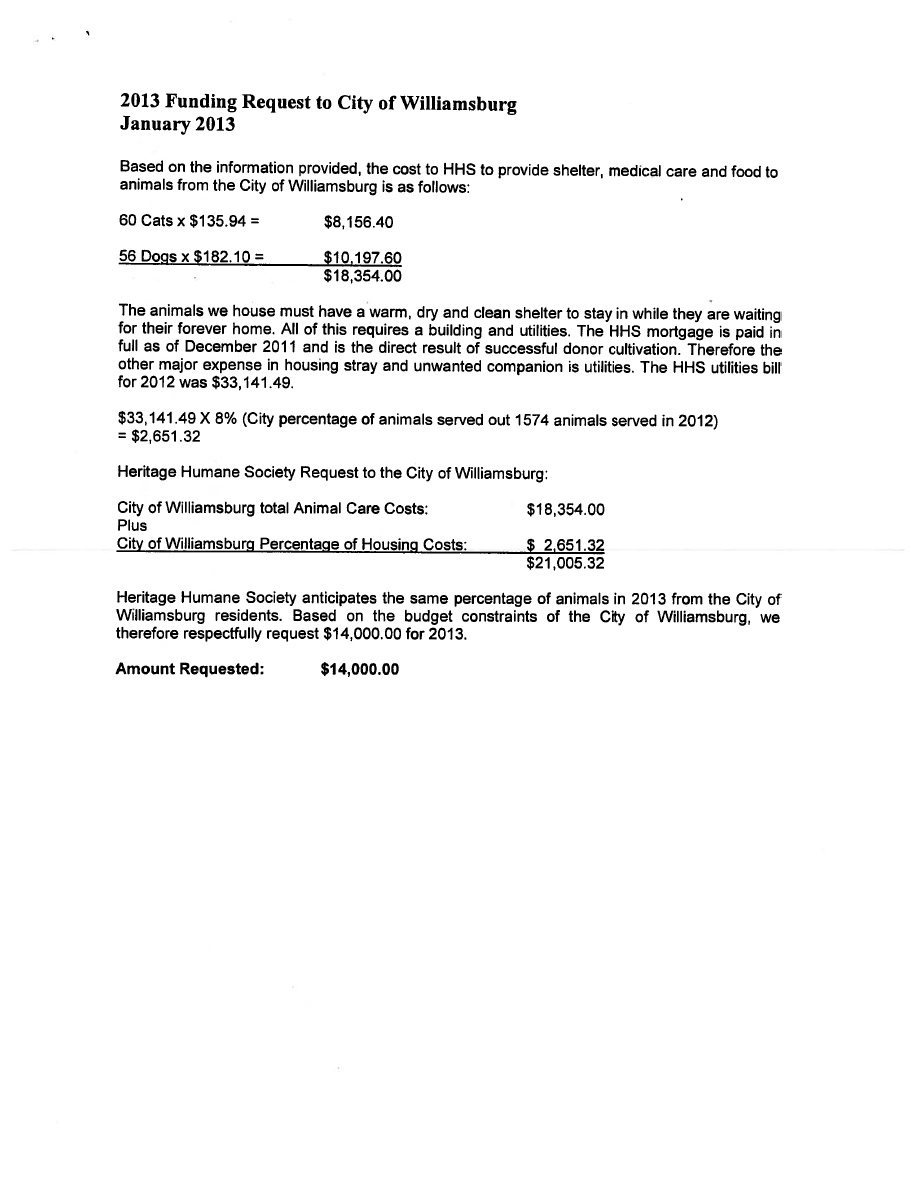 2013 Funding Request to City of Williamsburg
January 2013
Based on the information provided, the cost to HHS to provide shelter, medical care and food to
animals from the City of Williamsburg is as follows:
60 Cats x $135.94 = $8,156.40
56 Dogs x $182.10 = $10,197.60
$18,354.00
The animals we house must have a warm, dry and clean shelter to stay in while they are waiting
for their forever home. All of this requires a building and utilities. The HHS mortgage is paid in
full as of December 2011 and is the direct result of successful donor cultivation. Therefore the
other major expense in housing stray and unwanted companion is utilities. The HHS utilities bill
for 2012 was $33,141.49.
$33,141.49 X 8% (City percentage of animals served out 1574 animals served in 2012)
= $2,651.32
Heritage Humane Society Request to the City of Williamsburg:
City of Williamsburg total Animal Care Costs: $18,354.00
Plus
City of Williamsburg Percentage of Housing Costs: $ 2,651.32
$21,005.32
Heritage Humane Society anticipates the same percentage of animals in 2013 from the City of
Williamsburg residents. Based on the budget constraints of the City of Williamsburg, we
therefore respectfully request $14,000.00 for 2013.
Amount Requested: $14,000.00